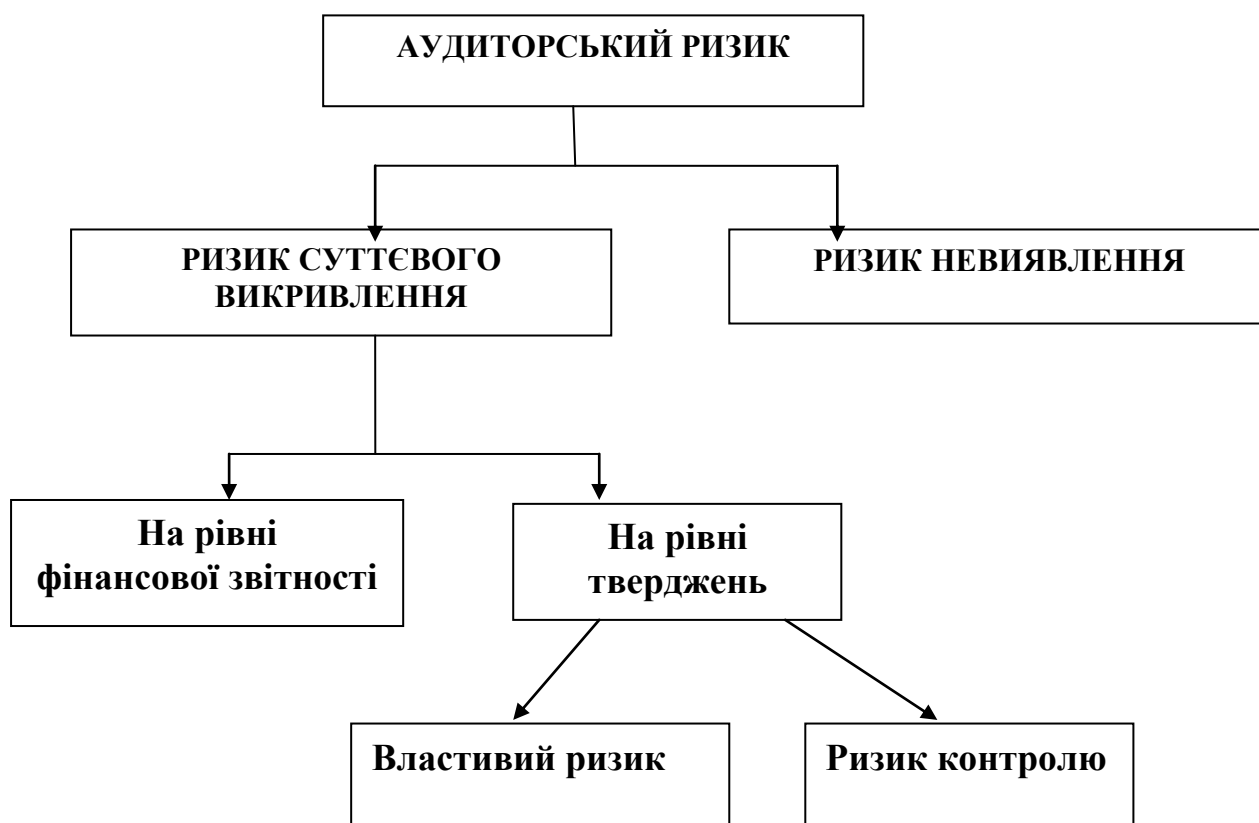 АУДИТОРСЬКИЙ РИЗИК
РИЗИК СУТТЄВОГО
ВИКРИВЛЕННЯ
РИЗИК НЕВИЯВЛЕННЯ
На рівні
фінансової звітності
На рівні
тверджень
Властивий ризик
Ризик контролю